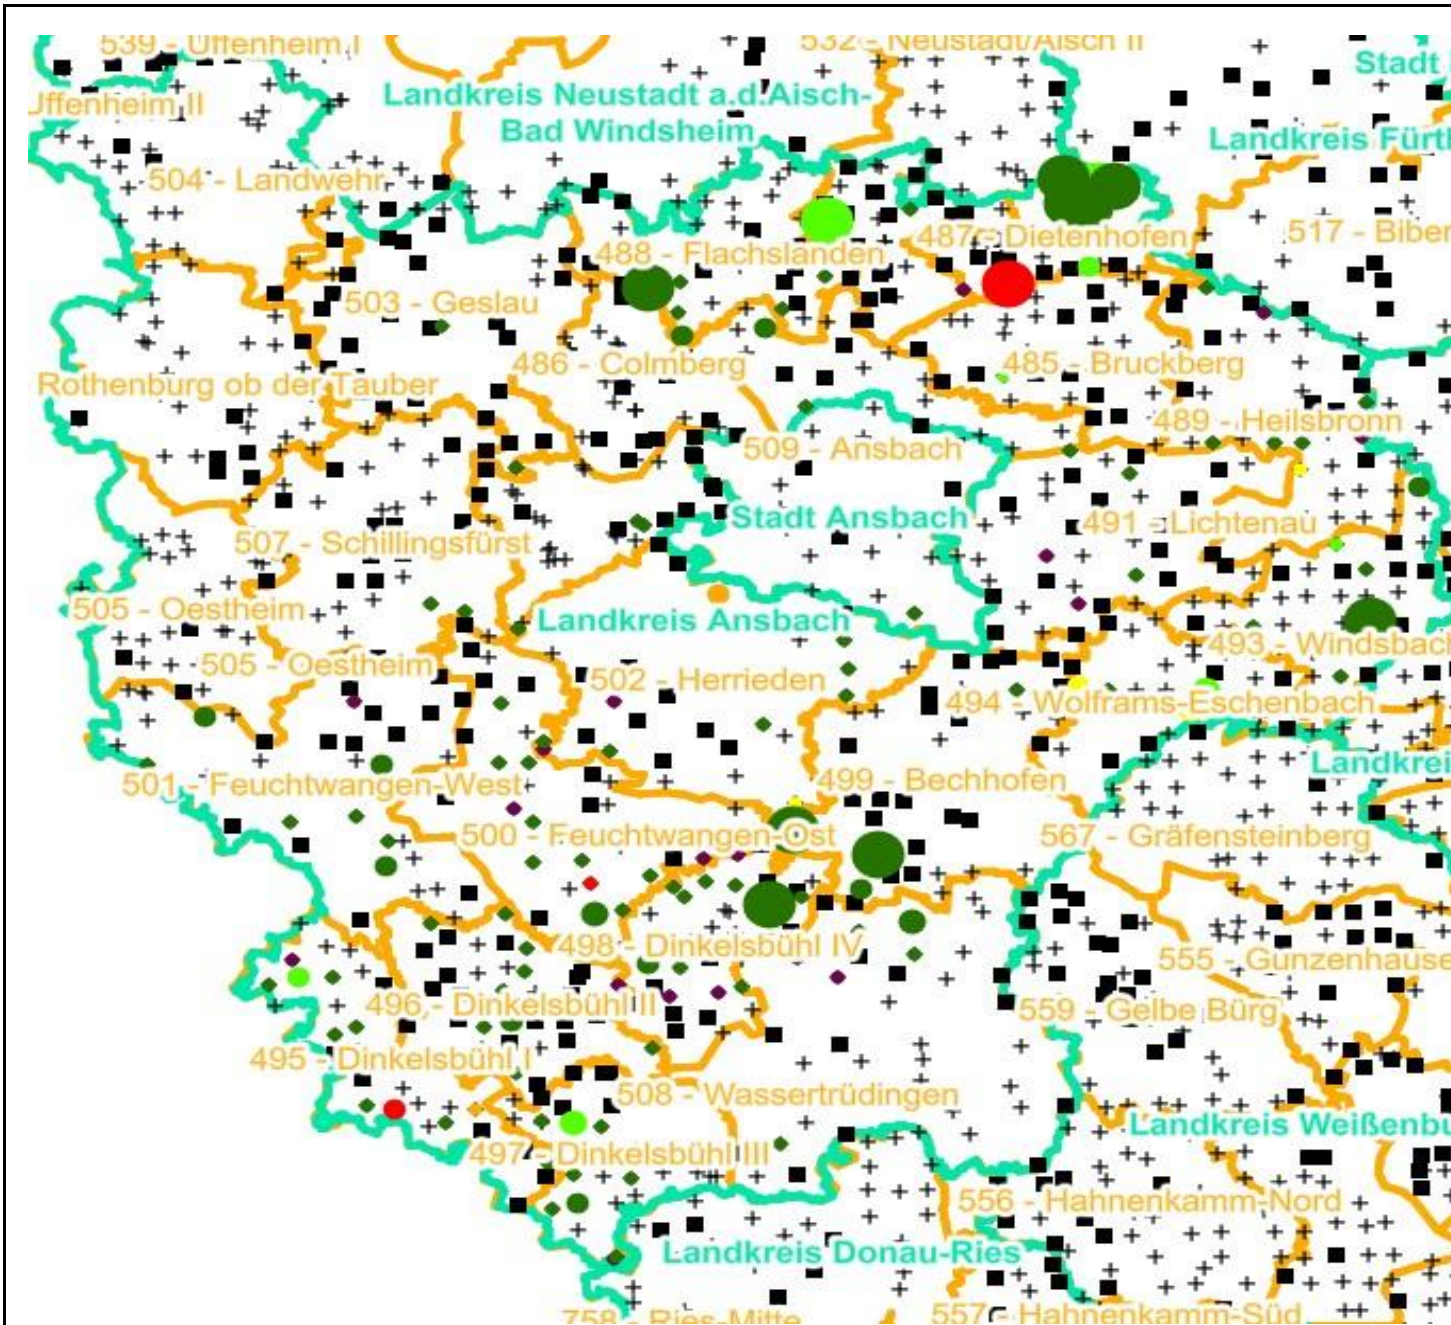 539 - Uffenheim I
532 - Neustadt/Aisch II
Stadt
Uffenheim II
Landkreis Neustadt a.d.Aisch-
Bad Windsheim
Landkreis Fürth
504 - Landwehr
488 - Flachslanden
487 - Dietenhofen
517 - Biber
503 - Geslau
486 - Colmberg
485 - Bruckberg
Rothenburg ob der Tauber
489 - Heilsbronn
509 - Ansbach
Stadt Ansbach
491 - Lichtenau
507 - Schillingsfürst
505 - Oestheim
Landkreis Ansbach
493 - Windsbach
505 - Oestheim
502 - Herrieden
494 - Wolframs-Eschenbach
Landkrei
501 - Feuchtwangen-West
499 - Bechhofen
500 - Feuchtwangen-Ost
567 - Gräfensteinberg
498 - Dinkelsbühl IV
555 - Gunzenhause
496 - Dinkelsbühl II
559 - Gelbe Bürg
495 - Dinkelsbühl I
508 - Wassertrüdingen
Landkreis Weißenbu
497 - Dinkelsbühl III
556 - Hahnenkamm-Nord
Landkreis Donau-Ries
758 - Ries-Mitte
557 - Hahnenkamm-Süd